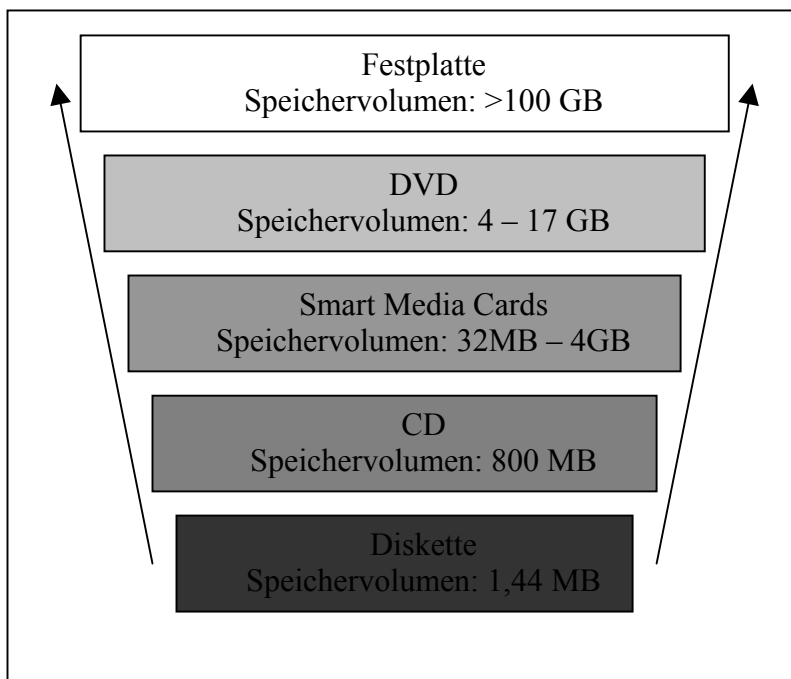 Festplatte
Speichervolumen: >100 GB
DVD
Speichervolumen: 4 – 17 GB
Smart Media Cards
Speichervolumen: 32MB – 4GB
CD
Speichervolumen: 800 MB
Diskette
Speichervolumen: 1,44 MB